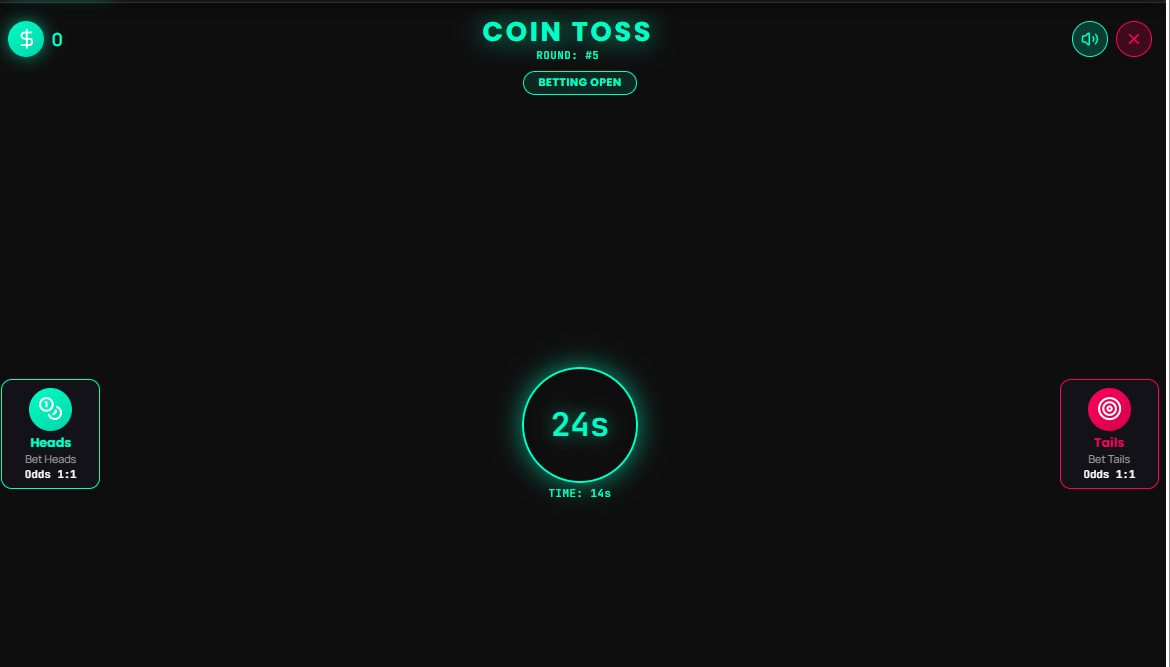 $ 0
COIN TOSS
ROUND: #5
BETTING OPEN
24s
TIME: 14s
1
Heads
Bet Heads
Odds 1:1
Tails
Bet Tails
Odds 1:1